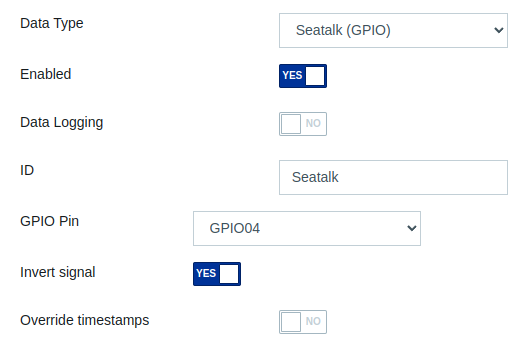 Data Type Seatalk (GPIO)
Enabled YES
Data Logging NO
ID Seatalk
GPIO Pin GPIO04
Invert signal YES
Override timestamps NO